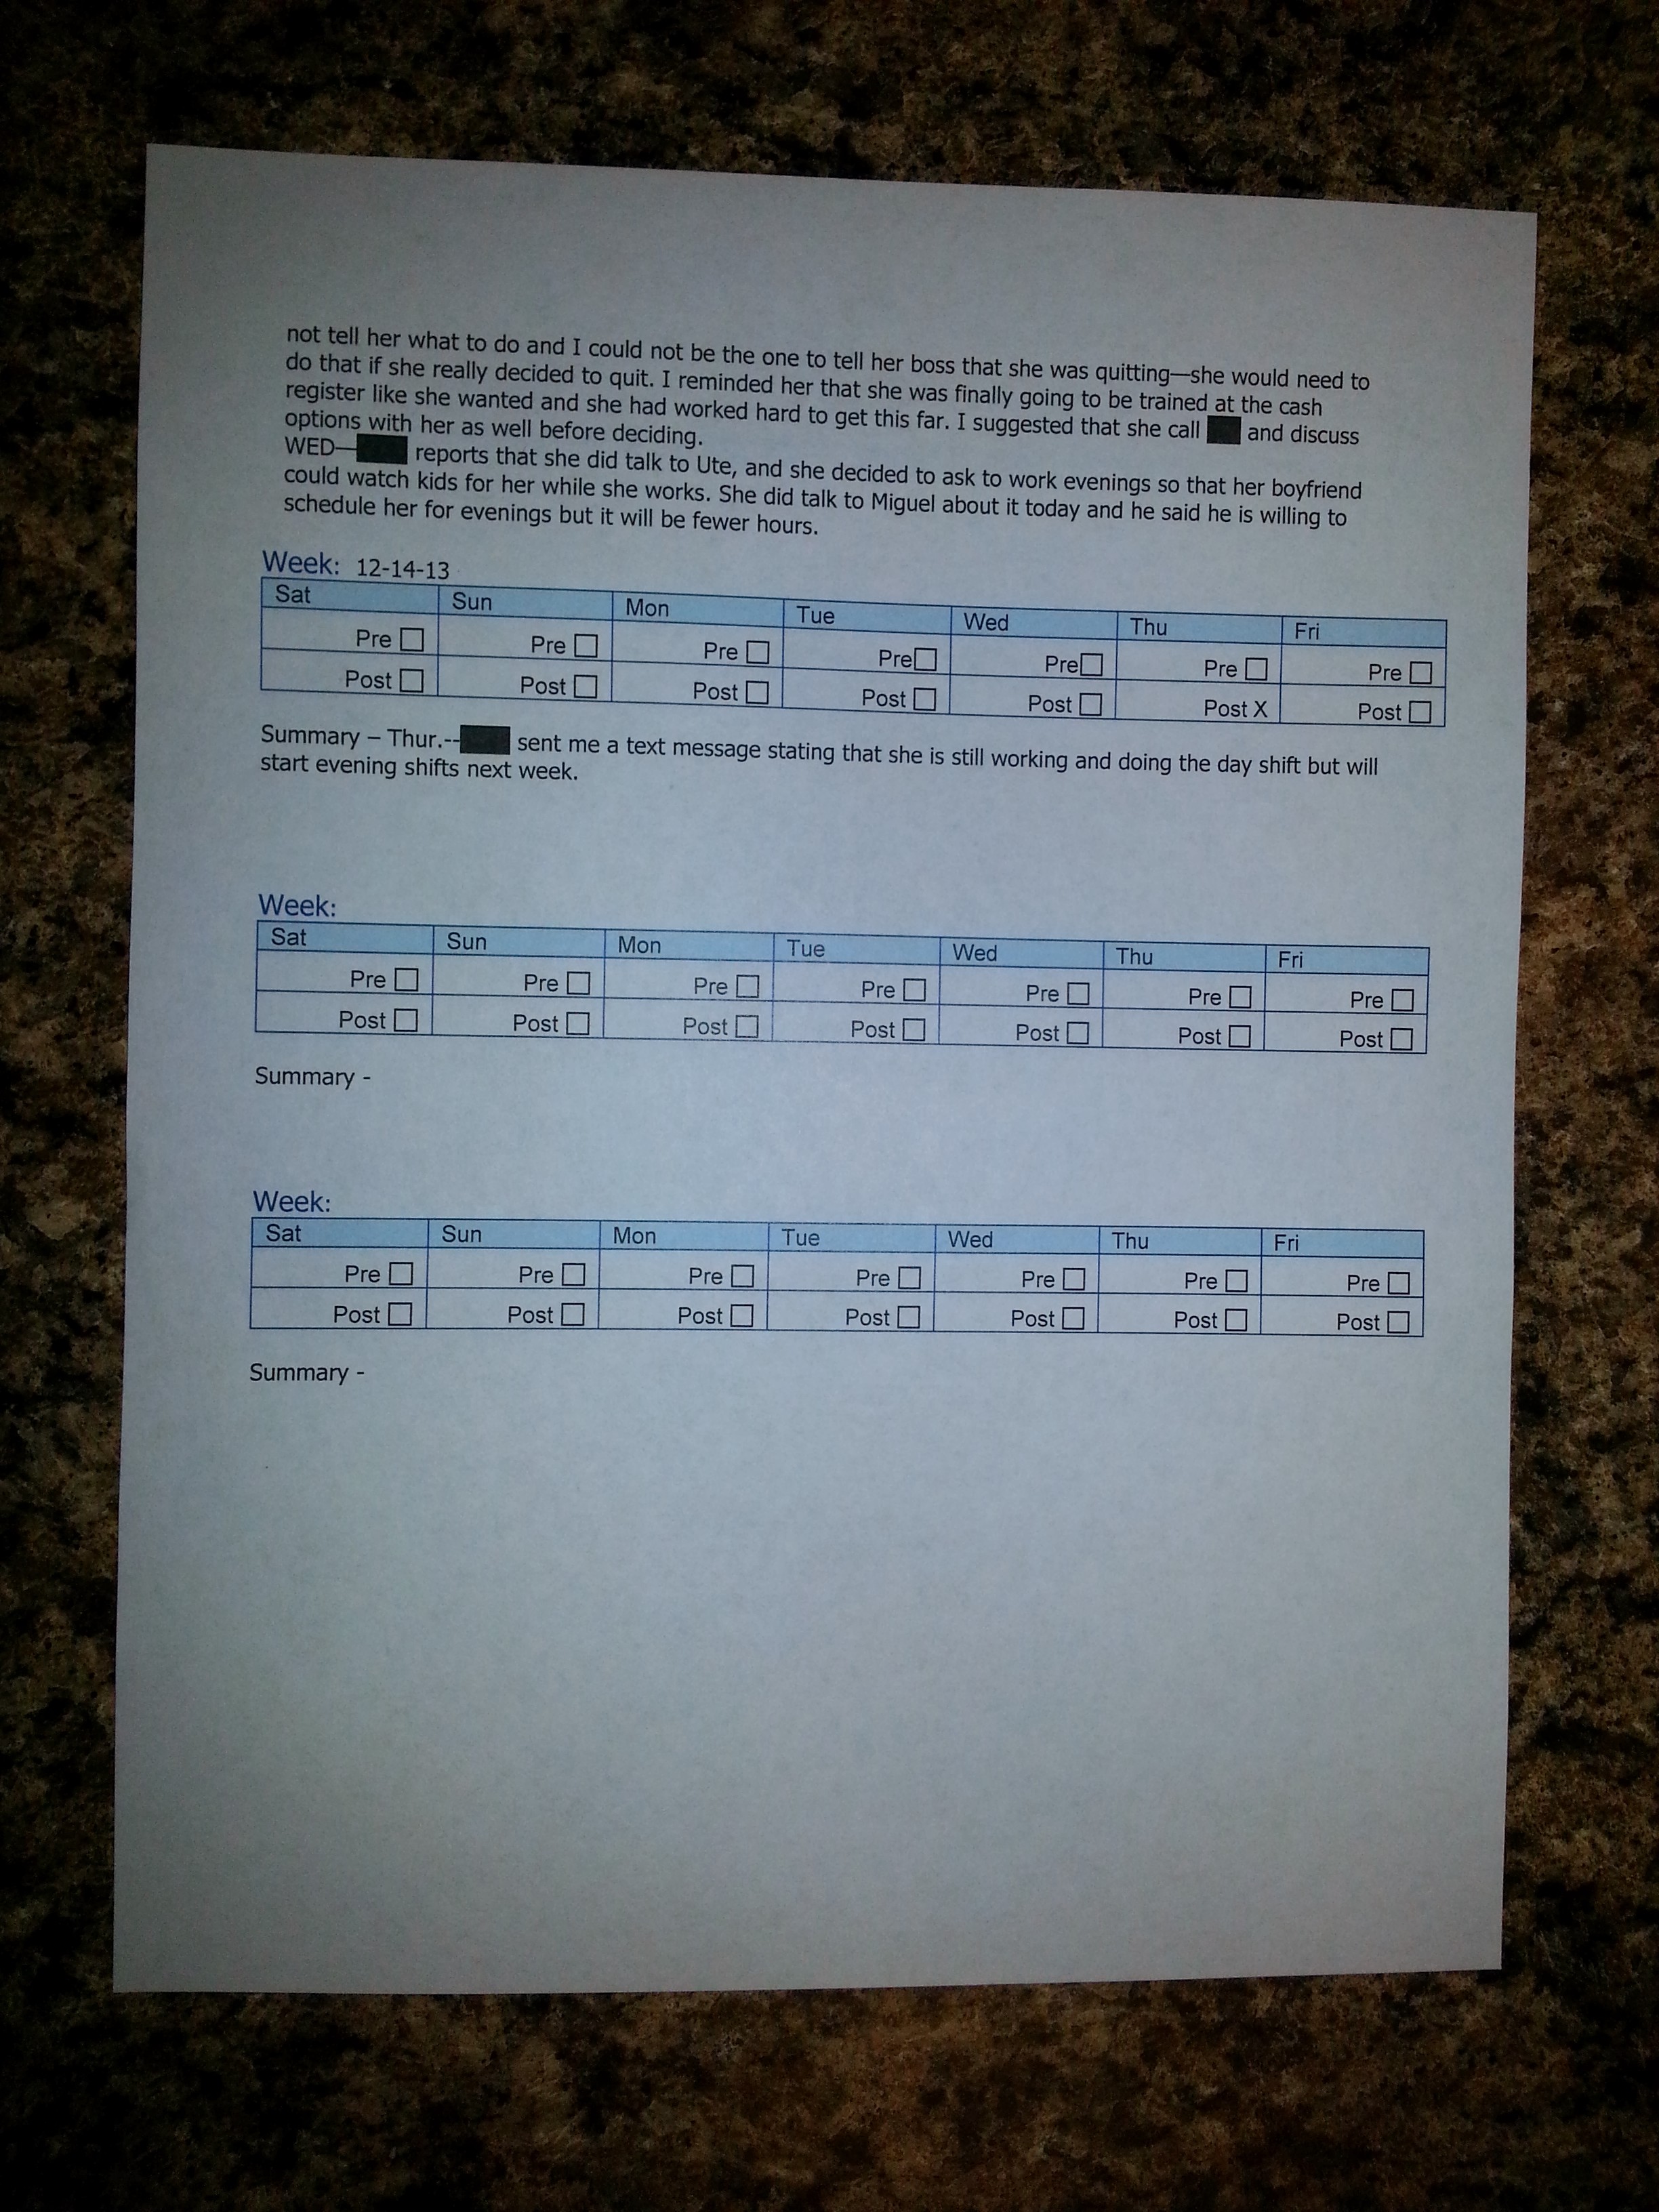 not tell her what to do and I could not be the one to tell her boss that she was quitting—she would need to
do that if she really decided to quit. I reminded her that she was finally going to be trained at the cash
register like she wanted and she had worked hard to get this far. I suggested that she call and discuss
options with her as well before deciding.
WED— reports that she did talk to Ute, and she decided to ask to work evenings so that her boyfriend
could watch kids for her while she works. She did talk to Miguel about it today and he said he is willing to
schedule her for evenings but it will be fewer hours.
Week: 12-14-13
Sat Sun Mon Tue Wed Thu Fri
Pre ☐ Pre ☐ Pre ☐ Pre☐ Pre☐ Pre ☐ Pre ☐
Post ☐ Post ☐ Post ☐ Post ☐ Post ☐ Post X Post ☐
Summary – Thur.-- sent me a text message stating that she is still working and doing the day shift but will
start evening shifts next week.
Week:
Sat Sun Mon Tue Wed Thu Fri
Pre ☐ Pre ☐ Pre ☐ Pre ☐ Pre ☐ Pre ☐ Pre ☐
Post ☐ Post ☐ Post ☐ Post ☐ Post ☐ Post ☐ Post ☐
Summary -
Week:
Sat Sun Mon Tue Wed Thu Fri
Pre ☐ Pre ☐ Pre ☐ Pre ☐ Pre ☐ Pre ☐ Pre ☐
Post ☐ Post ☐ Post ☐ Post ☐ Post ☐ Post ☐ Post ☐
Summary -